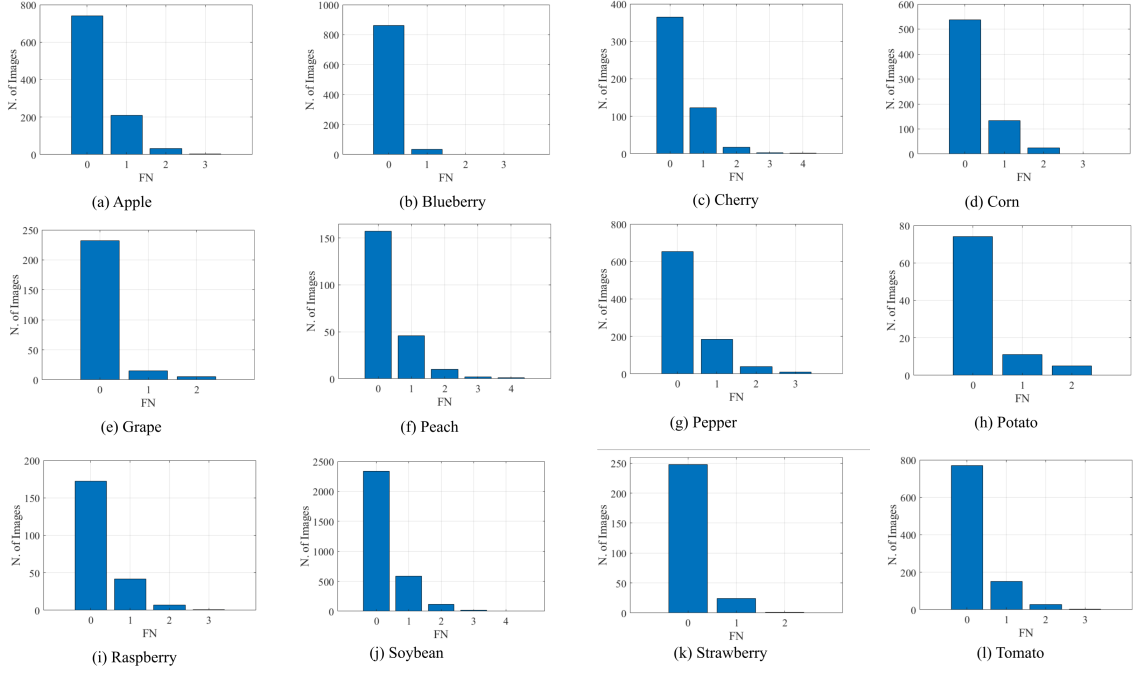 800
600
400
200
0
N. of Images
0 1 2 3
FN
(a) Apple
1000
800
600
400
200
0
N. of Images
0 1 2 3
FN
(b) Blueberry
400
300
200
100
0
N. of Images
0 1 2 3 4
FN
(c) Cherry
600
500
400
300
200
100
0
N. of Images
0 1 2 3
FN
(d) Corn
250
200
150
100
50
0
N. of Images
0 1 2
FN
(e) Grape
150
100
50
0
N. of Images
0 1 2 3 4
FN
(f) Peach
800
600
400
200
0
N. of Images
0 1 2 3
FN
(g) Pepper
80
60
40
20
0
N. of Images
0 1 2
FN
(h) Potato
200
150
100
50
0
N. of Images
0 1 2 3
FN
(i) Raspberry
2500
2000
1500
1000
500
0
N. of Images
0 1 2 3 4
FN
(j) Soybean
250
200
150
100
50
0
N. of Images
0 1 2
FN
(k) Strawberry
800
600
400
200
0
N. of Images
0 1 2 3
FN
(l) Tomato